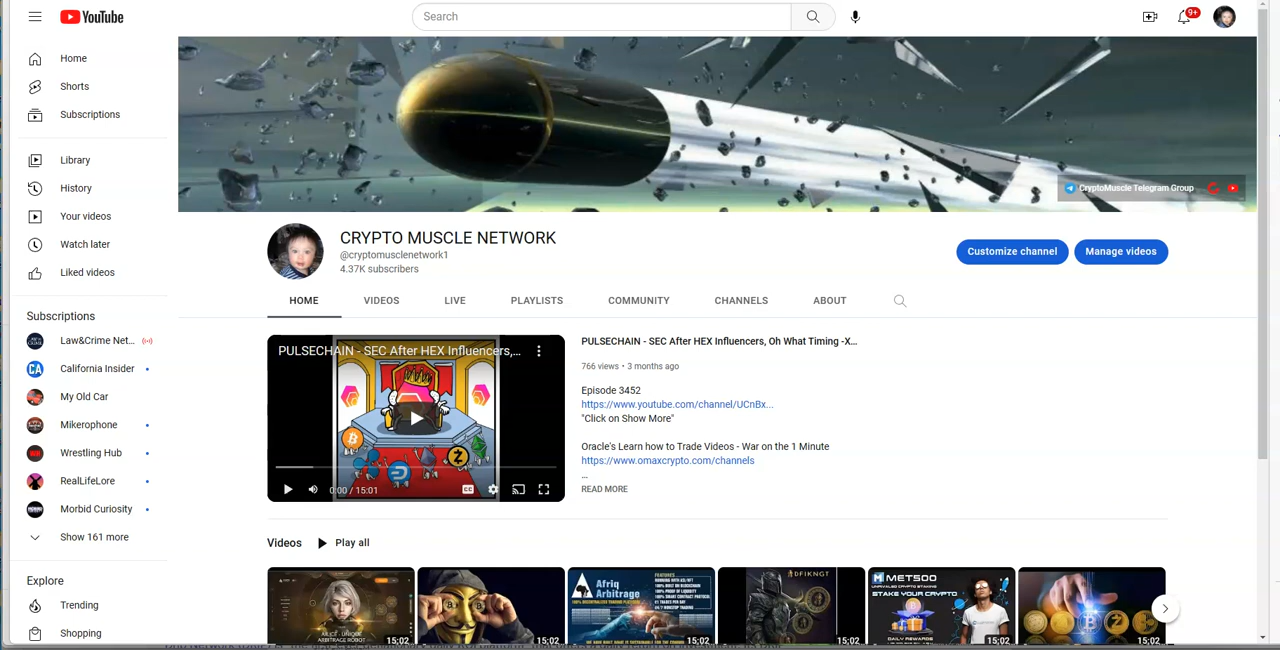 YouTube
Search
9+
Home
Shorts
Subscriptions
Library
History
Your videos
Watch later
Liked videos
Subscriptions
Law&Crime Net...
California Insider
My Old Car
Mikerophone
Wrestling Hub
RealLifeLore
Morbid Curiosity
Show 161 more
Explore
Trending
Shopping
CryptoMuscle Telegram Group
CRYPTO MUSCLE NETWORK
@cryptomusclenetwork1
4.37K subscribers
Customize channel
Manage videos
HOME
VIDEOS
LIVE
PLAYLISTS
COMMUNITY
CHANNELS
ABOUT
PULSECHAIN - SEC After HEX Influencers,...
0:00 / 15:01
CC
PULSECHAIN - SEC After HEX Influencers, Oh What Timing -X...
766 views • 3 months ago
Episode 3452
https://www.youtube.com/channel/UCnBx...
"Click on Show More"
Oracle's Learn how to Trade Videos - War on the 1 Minute
https://www.omaxcrypto.com/channels
...
READ MORE
Videos
Play all
15:02
15:02
Afriq
Arbitrage
FEATURES
15:02
DFIKNGT
15:02
MET500
STAKE YOUR CRYPTO
DAILY REWARDS
15:02
15:02